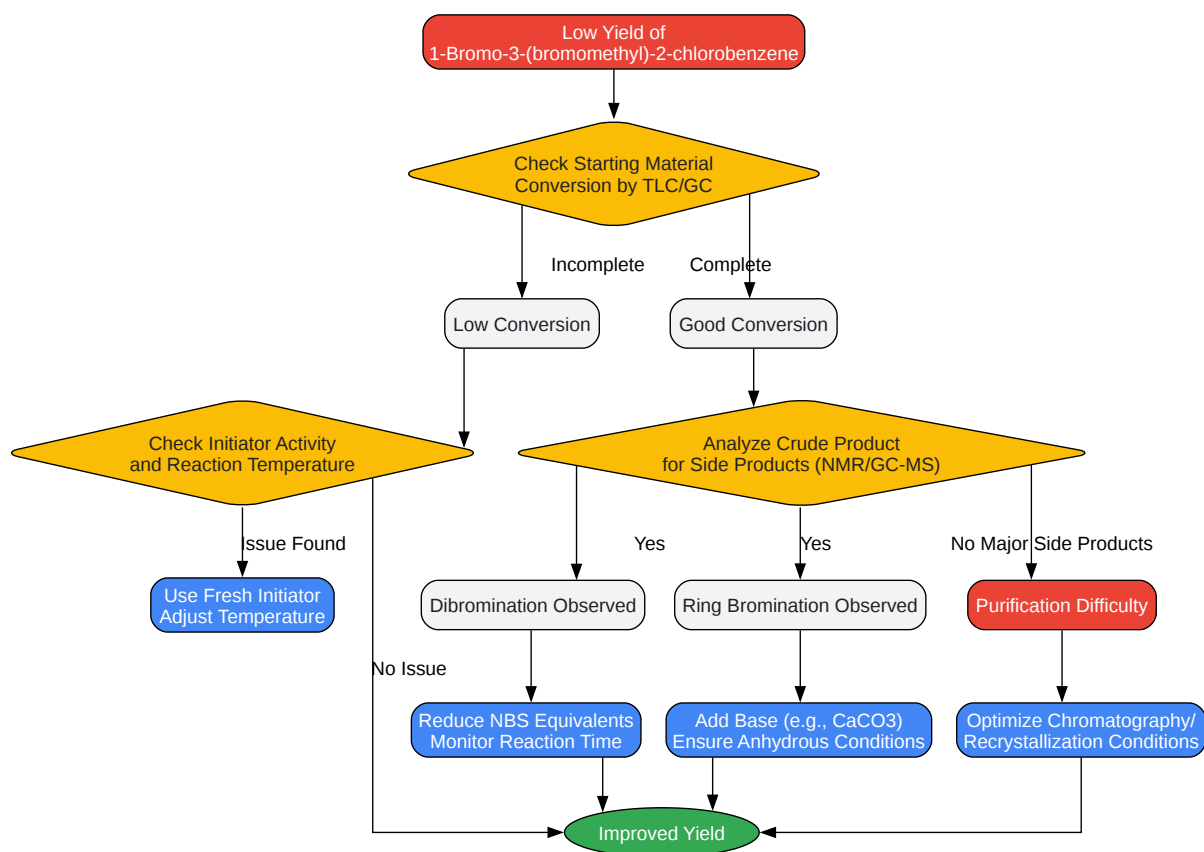 Low Yield of
1-Bromo-3-(bromomethyl)-2-chlorobenzene
Check Starting Material
Conversion by TLC/GC
Incomplete
Complete
Low Conversion
Good Conversion
Check Initiator Activity
and Reaction Temperature
Analyze Crude Product
for Side Products (NMR/GC-MS)
Issue Found
Yes
Yes
No Major Side Products
Use Fresh Initiator
Adjust Temperature
Dibromination Observed
Ring Bromination Observed
Purification Difficulty
No Issue
Reduce NBS Equivalents
Monitor Reaction Time
Add Base (e.g., CaCO3)
Ensure Anhydrous Conditions
Optimize Chromatography/
Recrystallization Conditions
Improved Yield